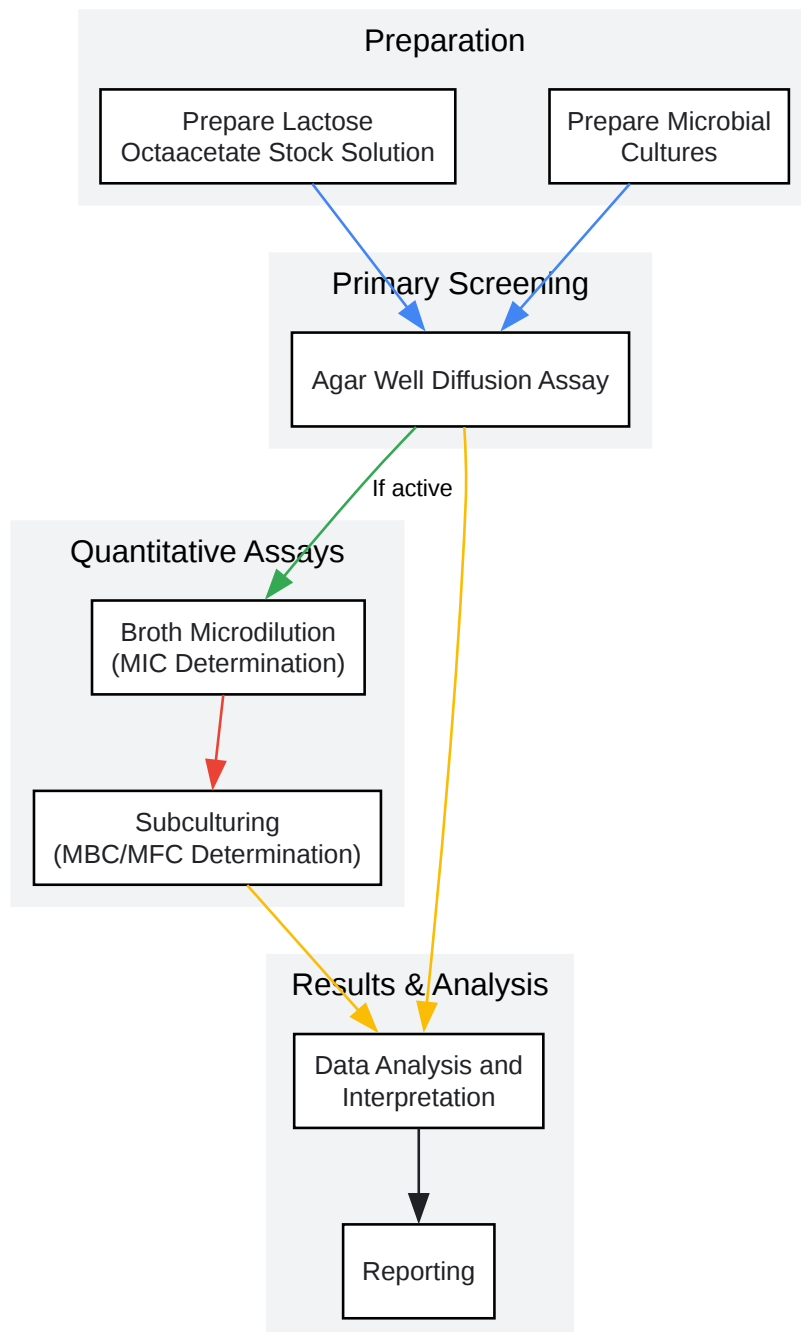 Preparation
Prepare Lactose
Octaacetate Stock Solution
Prepare Microbial
Cultures
Primary Screening
Agar Well Diffusion Assay
If active
Quantitative Assays
Broth Microdilution
(MIC Determination)
Subculturing
(MBC/MFC Determination)
Results & Analysis
Data Analysis and
Interpretation
Reporting